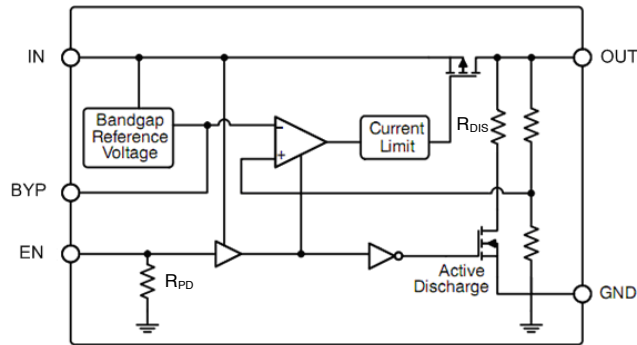 IN
OUT
Bandgap
Reference
Voltage
-
+
Current
Limit
RDIS
BYP
EN
RPD
Active
Discharge
GND